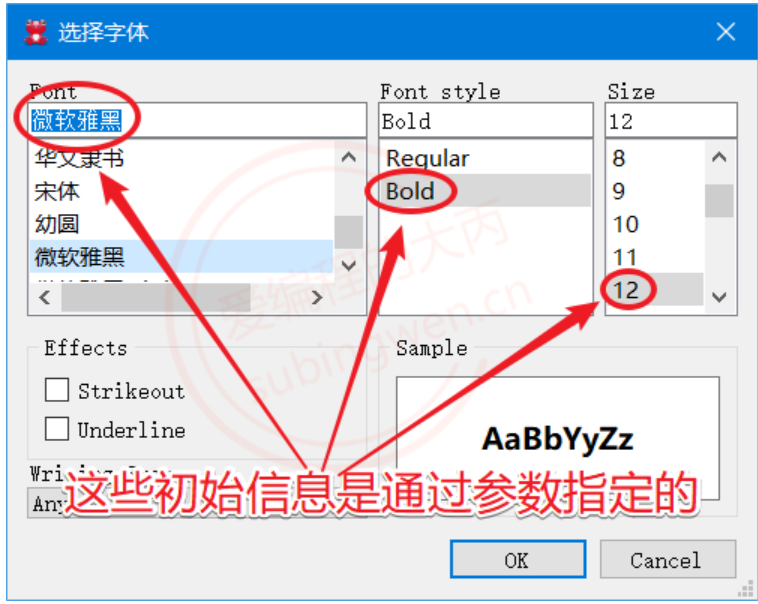 选择字体
Font
Font style
Size
微软雅黑
Bold
12
华文隶书
宋体
幼圆
微软雅黑
Regular
Bold
8
9
10
11
12
Effects
Strikeout
Underline
Sample
AaBbYyZz
爱编程的大丙
subingwen.cn
这些初始信息是通过参数指定的
Any
OK
Cancel